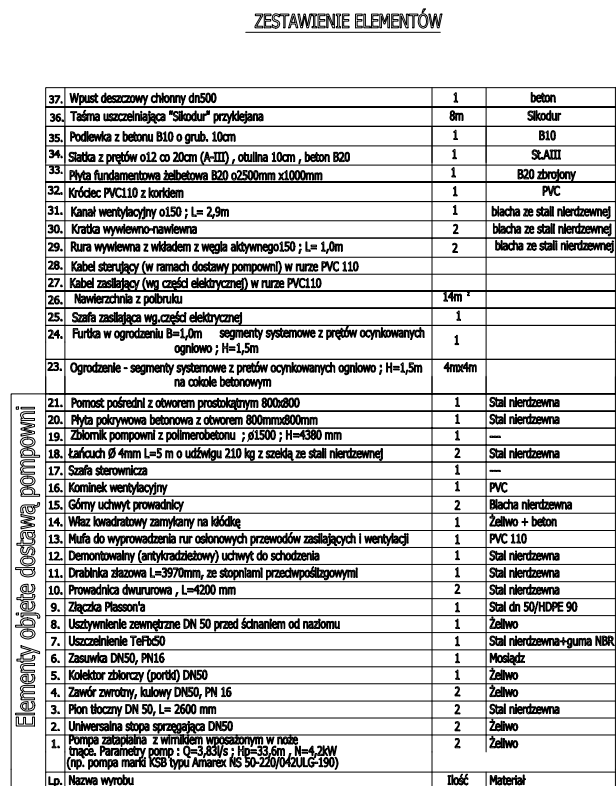 ZESTAWIENIE ELEMENTÓW
37. Wpust deszczowy chłonny dn500 1 beton
36. Taśma uszczelniająca "Sikodur" przyklejana 8m Sikodur
35. Podlewka z betonu B10 o grub. 10cm 1 B10
34. Siatka z prętów o12 co 20cm (A-III) , otulina 10cm , beton B20 1 St.AIII
33. Płyta fundamentowa żelbetowa B20 o2500mm x1000mm 1 B20 zbrojony
32. Króciec PVC110 z korkiem 1 PVC
31. Kanał wentylacyjny o150 ; L= 2,9m 1 blacha ze stali nierdzewnej
30. Kratka wywiewno-nawiewna 2 blacha ze stali nierdzewnej
29. Rura wywiewna z wkładem z węgla aktywnego150 ; L= 1,0m 2 blacha ze stali nierdzewnej
28. Kabel sterujący (w ramach dostawy pompowni) w rurze PVC 110
27. Kabel zasilający (wg części elektrycznej) w rurze PVC110
26. Nawierzchnia z polbruku 14m ²
25. Szafa zasilająca wg.części elektrycznej 1
24. Furtka w ogrodzeniu B=1,0m segmenty systemowe z prętów ocynkowanych
ogniowo ; H=1,5m 1
23. Ogrodzenie - segmenty systemowe z pretów ocynkowanych ogniowo ; H=1,5m 4mx4m
na cokole betonowym
Elementy objete dostawą pompowni
21. Pomost pośredni z otworem prostokątnym 800x800 1 Stal nierdzewna
20. Płyta pokrywowa betonowa z otworem 800mmx800mm 1 Stal nierdzewna
19. Zbiornik pompowni z polimerobetonu ; ø1500 ; H=4380 mm 1 ---
18. Łańcuch Ø 4mm L=5 m o udźwigu 210 kg z szeklą ze stali nierdzewnej 2 Stal nierdzewna
17. Szafa sterownicza 1 ---
16. Kominek wentylacyjny 1 PVC
15. Górny uchwyt prowadnicy 2 Blacha nierdzewna
14. Właz kwadratowy zamykany na kłódkę 1 Żeliwo + beton
13. Mufa do wyprowadzenia rur osłonowych przewodów zasilających i wentylacji 1 PVC 110
12. Demontowalny (antykradzieżowy) uchwyt do schodzenia 1 Stal nierdzewna
11. Drabinka złazowa L=3970mm, ze stopniami przeciwpoślizgowymi 1 Stal nierdzewna
10. Prowadnica dwururowa , L=4200 mm 2 Stal nierdzewna
9. Złączka Plasson'a 1 Stal dn 50/HDPE 90
8. Usztywnienie zewnętrzne DN 50 przed ścinaniem od naziomu 1 Żeliwo
7. Uszczelnienie TeFix50 1 Stal nierdzewna+guma NBR
6. Zasuwka DN50, PN16 1 Mosiądz
5. Kolektor zbiorczy (portki) DN50 1 Żeliwo
4. Zawór zwrotny, kulowy DN50, PN 16 2 Żeliwo
3. Pion tłoczny DN 50, L= 2600 mm 2 Stal nierdzewna
2. Uniwersalna stopa sprzęgająca DN50 2 Żeliwo
1. Pompa zatapialna z wirnikiem wposażonym w nożę
tnące. Parametry pomp : Q=3,83l/s ; Hp=33,6m , N=4,2kW 2 Żeliwo
(np. pompa marki KSB typu Amarex NS 50-220/042ULG-190)
Lp. Nazwa wyrobu Ilość Materiał